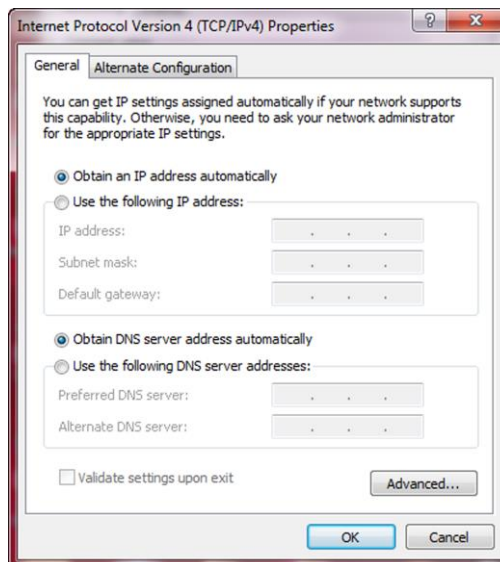 Internet Protocol Version 4 (TCP/IPv4) Properties
General
Alternate Configuration
You can get IP settings assigned automatically if your network supports
this capability. Otherwise, you need to ask your network administrator
for the appropriate IP settings.
Obtain an IP address automatically
Use the following IP address:
IP address:
Subnet mask:
Default gateway:
Obtain DNS server address automatically
Use the following DNS server addresses:
Preferred DNS server:
Alternate DNS server:
Validate settings upon exit
Advanced...
OK
Cancel